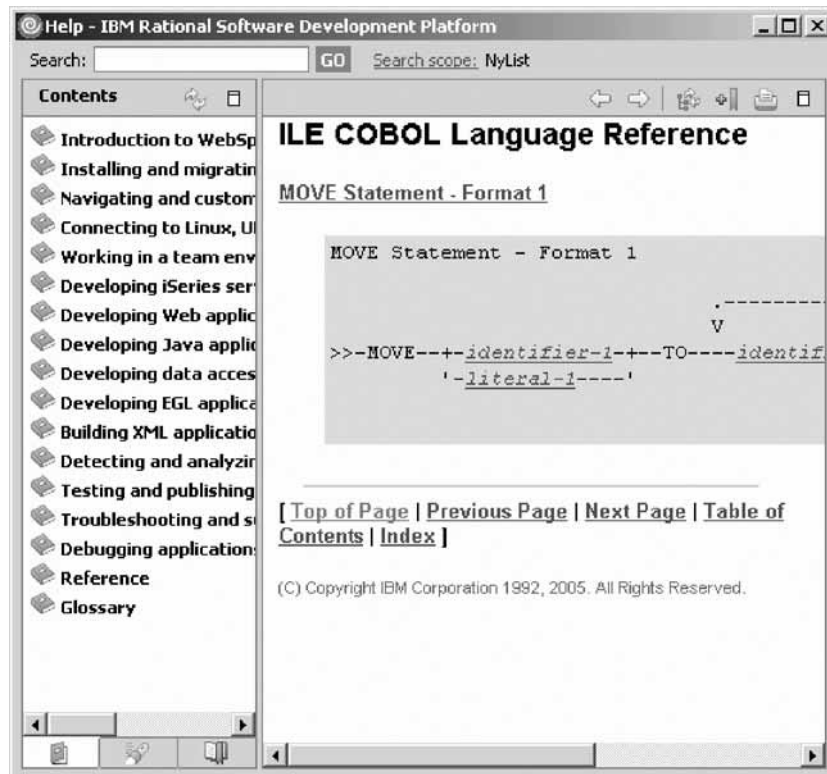 Help - IBM Rational Software Development Platform
Search: GO Search scope: NyList
Contents
Introduction to WebSp
Installing and migratin
Navigating and custom
Connecting to Linux, U
Working in a team env
Developing iSeries ser
Developing Web applic
Developing Java applic
Developing data acces
Developing EGL applica
Building XML applicatio
Detecting and analyzin
Testing and publishing
Troubleshooting and s
Debugging application
Reference
Glossary
ILE COBOL Language Reference
MOVE Statement - Format 1
MOVE Statement - Format 1
.---------
V
>>-MOVE--+-identifier-1-+--TO----identif
'-literal-1----'
[ Top of Page | Previous Page | Next Page | Table of
Contents | Index ]
(C) Copyright IBM Corporation 1992, 2005. All Rights Reserved.